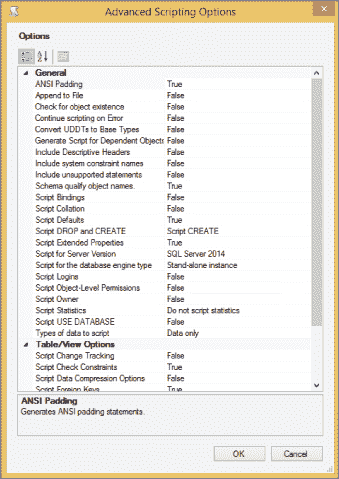 Advanced Scripting Options
Options
General
ANSI Padding True
Append to File False
Check for object existence False
Continue scripting on Error False
Convert UDDTs to Base Types False
Generate Script for Dependent Objects False
Include Descriptive Headers False
Include system constraint names False
Include unsupported statements False
Schema qualify object names. True
Script Bindings False
Script Collation False
Script Defaults True
Script DROP and CREATE Script CREATE
Script Extended Properties True
Script for Server Version SQL Server 2014
Script for the database engine type Stand-alone instance
Script Logins False
Script Object-Level Permissions False
Script Owner False
Script Statistics Do not script statistics
Script USE DATABASE False
Types of data to script Data only
Table/View Options
Script Change Tracking False
Script Check Constraints True
Script Data Compression Options False
Script Foreign Keys True
ANSI Padding
Generates ANSI padding statements.
OK Cancel